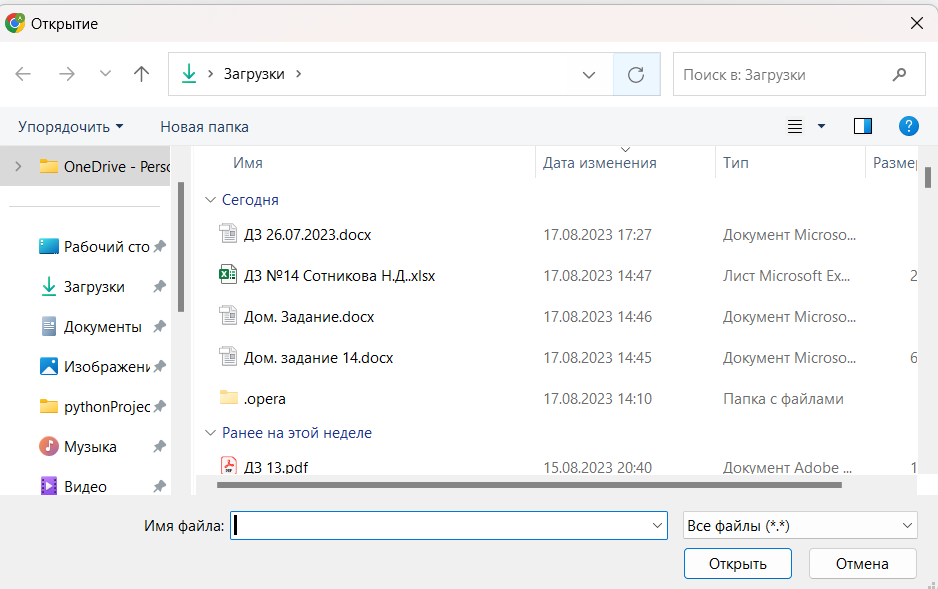 Открытие
Загрузки
Поиск в: Загрузки
Упорядочить
Новая папка
OneDrive - Perso
Рабочий сто
Загрузки
Документы
Изображени
pythonProjec
Музыка
Видео
Имя Дата изменения Тип Размер
Сегодня
ДЗ 26.07.2023.docx 17.08.2023 17:27 Документ Microso...
ДЗ №14 Сотникова Н.Д..xlsx 17.08.2023 14:47 Лист Microsoft Ex... 2
Дом. Задание.docx 17.08.2023 14:46 Документ Microso...
Дом. задание 14.docx 17.08.2023 14:45 Документ Microso... 6
.opera 17.08.2023 14:10 Папка с файлами
Ранее на этой неделе
ДЗ 13.pdf 15.08.2023 20:40 Документ Adobe ... 1
Имя файла:
Все файлы (*.*)
Открыть
Отмена